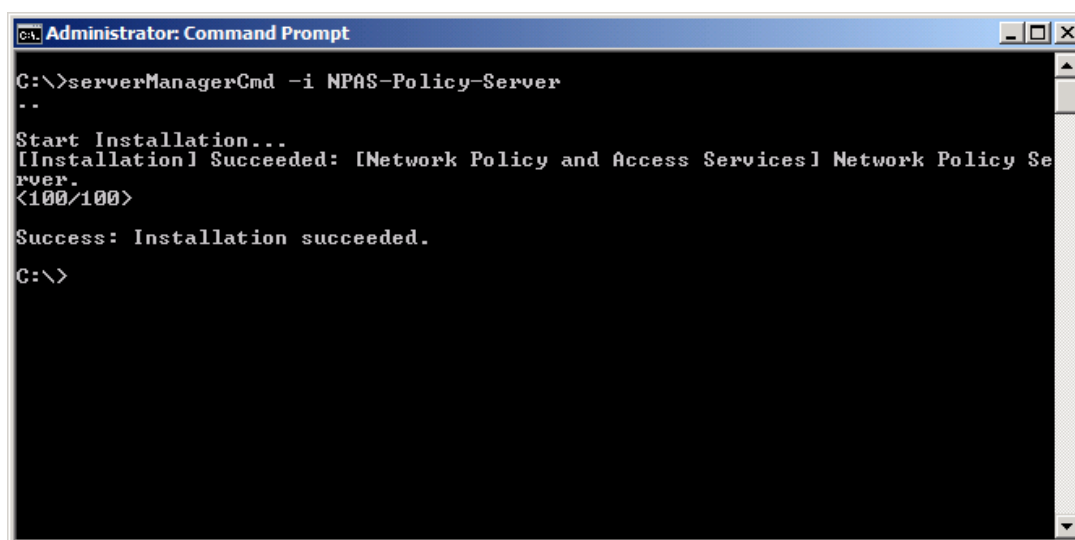 Administrator: Command Prompt
C:\>serverManagerCmd -i NPAS-Policy-Server
..
Start Installation...
[Installation] Succeeded: [Network Policy and Access Services] Network Policy Se
rver.
<100/100>
Success: Installation succeeded.
C:\>